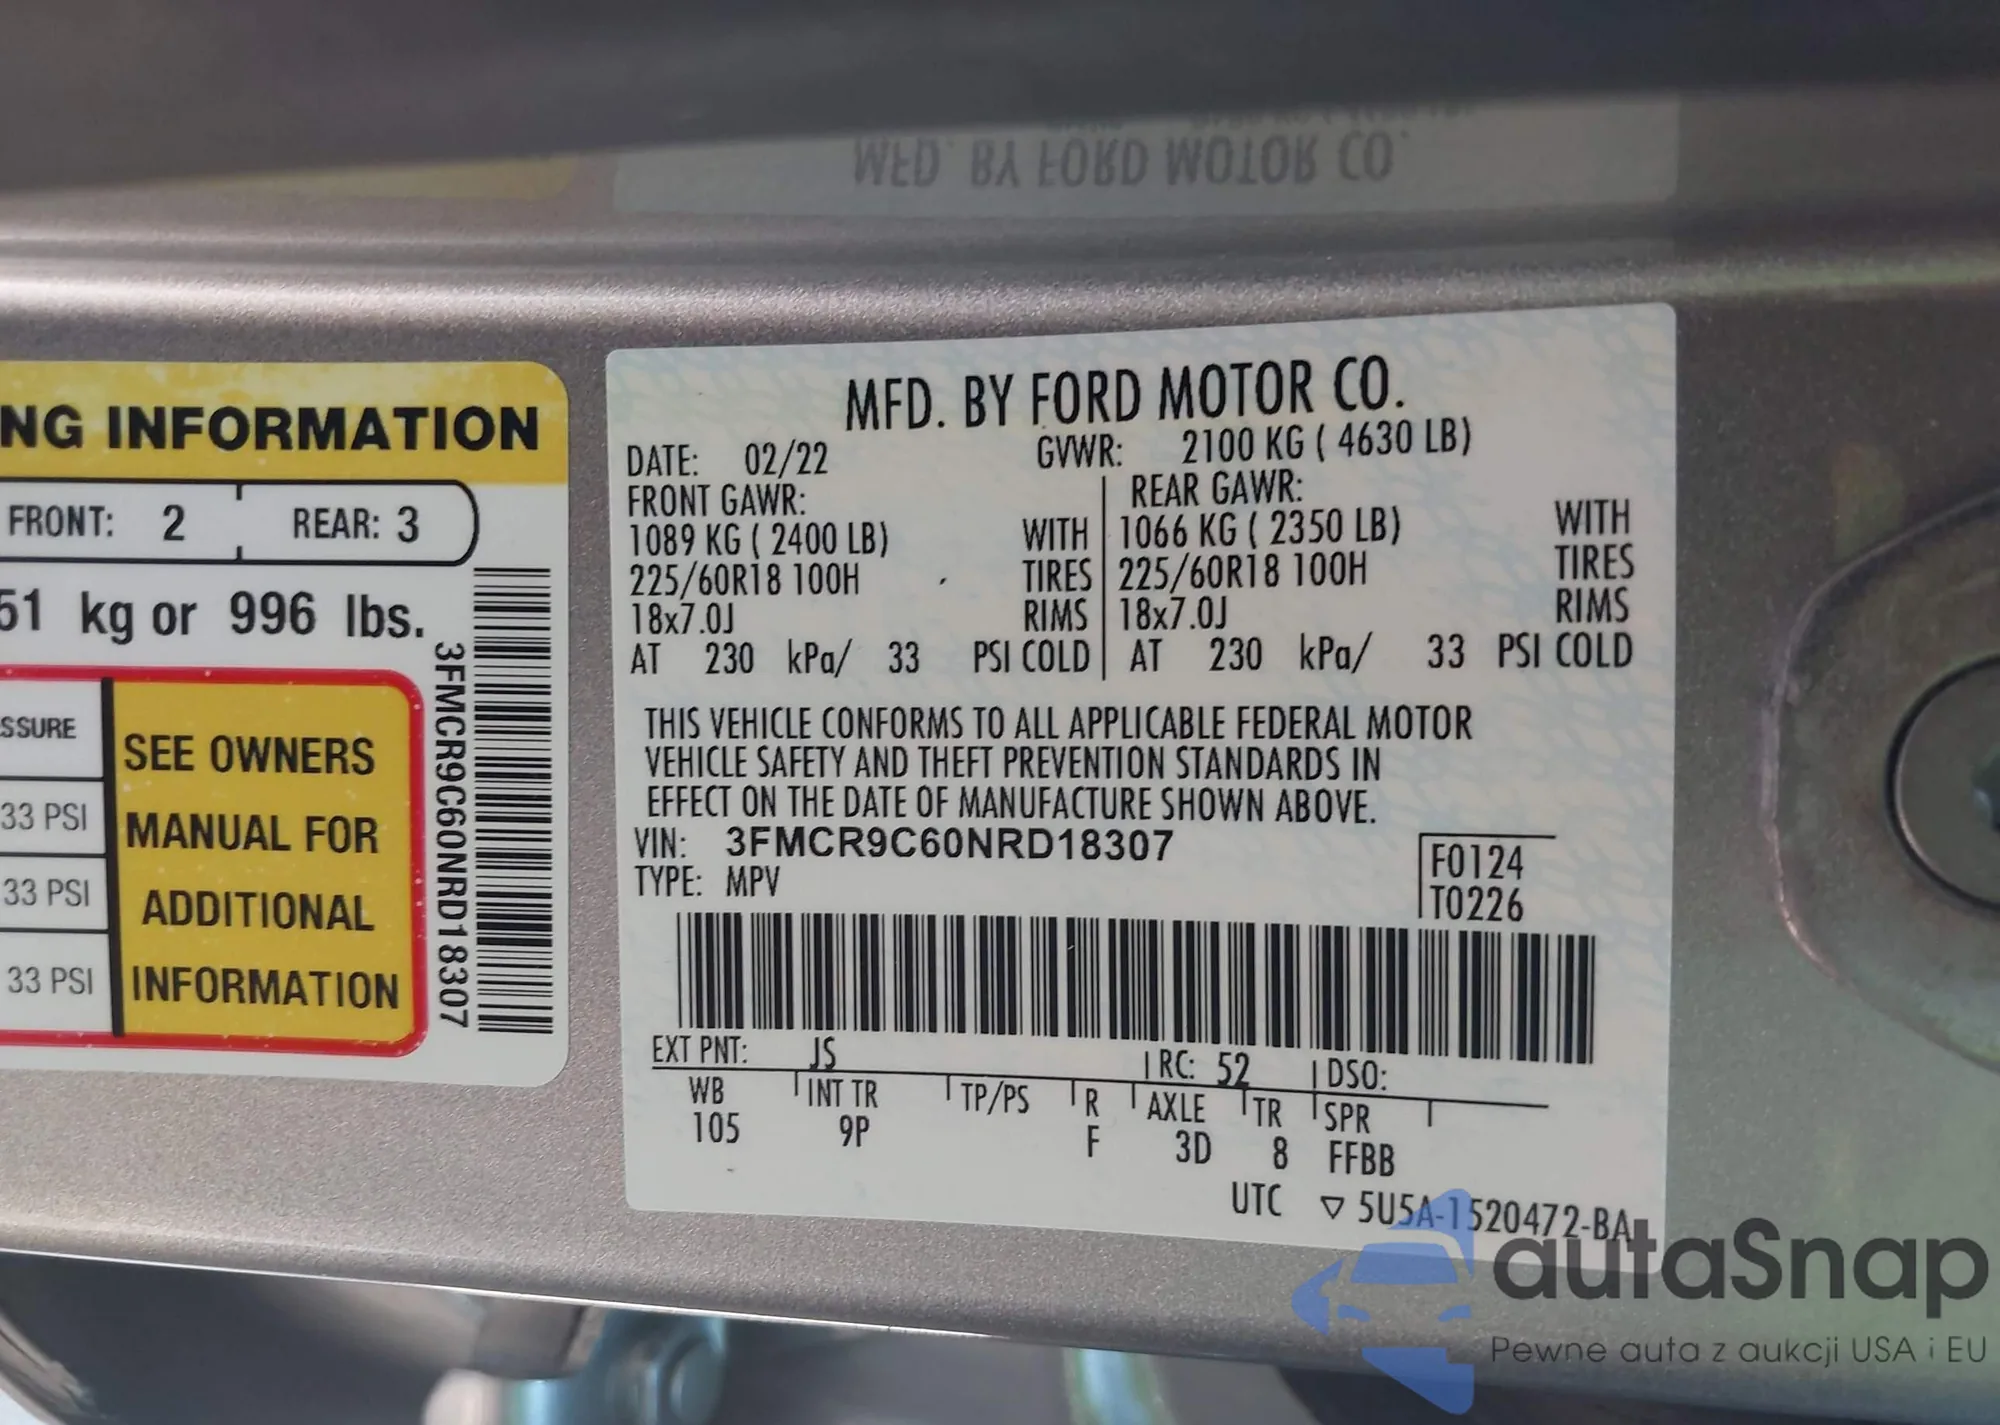 MFD. BY FORD MOTOR CO.
NG INFORMATION
FRONT: 2 REAR: 3
51 kg or 996 lbs.
SSURE
33 PSI
33 PSI
33 PSI
SEE OWNERS
MANUAL FOR
ADDITIONAL
INFORMATION
3FMCR9C60NRD18307
MFD. BY FORD MOTOR CO.
DATE: 02/22 GVWR: 2100 KG ( 4630 LB)
FRONT GAWR: REAR GAWR:
1089 KG ( 2400 LB) WITH 1066 KG ( 2350 LB) WITH
225/60R18 100H TIRES 225/60R18 100H TIRES
18x7.0J RIMS 18x7.0J RIMS
AT 230 kPa/ 33 PSI COLD AT 230 kPa/ 33 PSI COLD
THIS VEHICLE CONFORMS TO ALL APPLICABLE FEDERAL MOTOR
VEHICLE SAFETY AND THEFT PREVENTION STANDARDS IN
EFFECT ON THE DATE OF MANUFACTURE SHOWN ABOVE.
VIN: 3FMCR9C60NRD18307
TYPE: MPV
F0124
T0226
EXT PNT: JS RC: 52 DSO:
WB INT TR TP/PS R AXLE TR SPR
105 9P F 3D 8 FFBB
UTC ▽ 5U5A-1520472-BA
autaSnap
Pewne auta z aukcji USA i EU